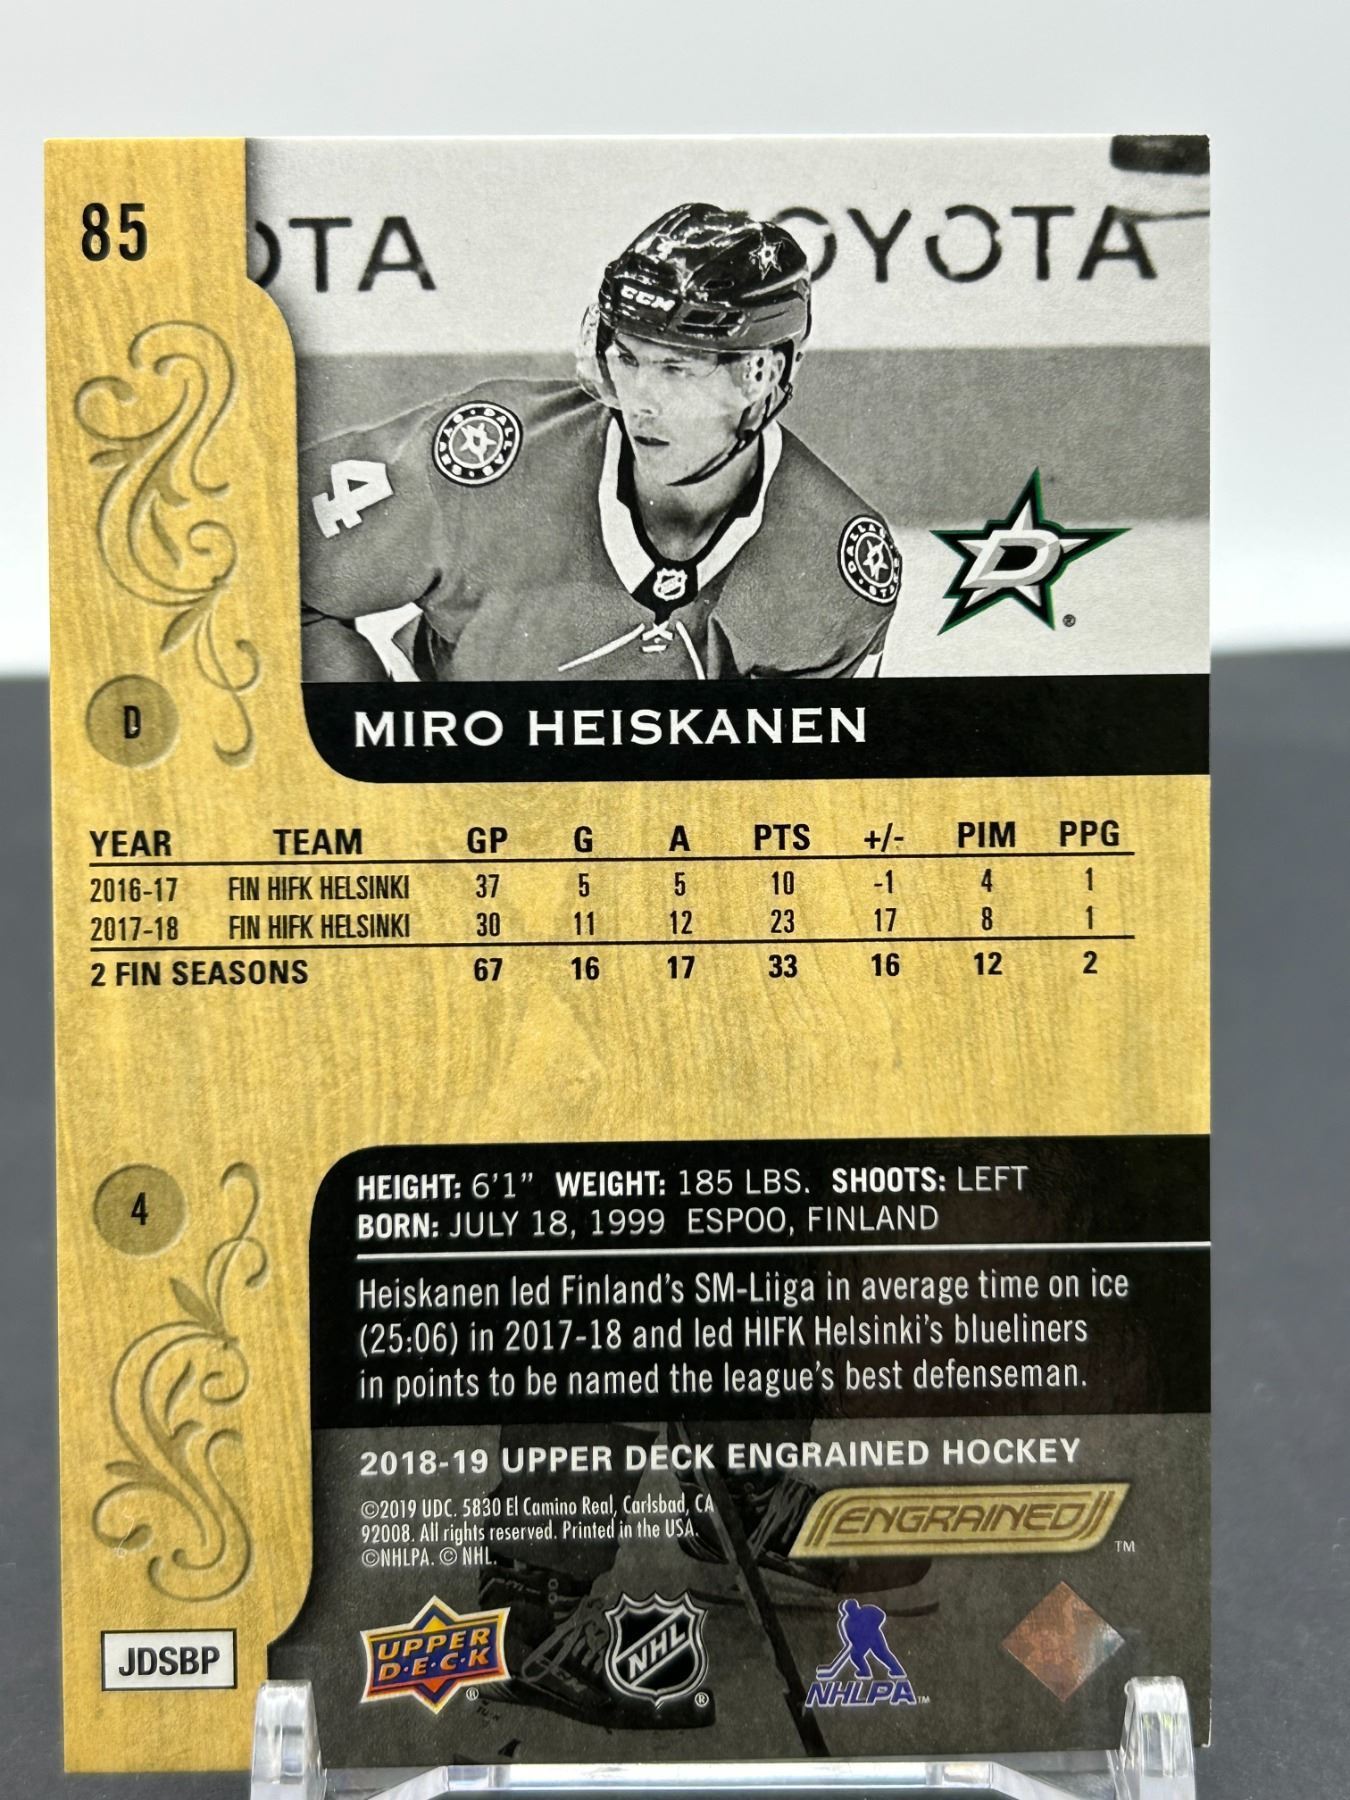 85
OTA
OYOTA
CCM
DALLAS STARS
4
DALLAS STARS
D
®
D
MIRO HEISKANEN
YEAR TEAM GP G A PTS +/- PIM PPG
2016-17 FIN HIFK HELSINKI 37 5 5 10 -1 4 1
2017-18 FIN HIFK HELSINKI 30 11 12 23 17 8 1
2 FIN SEASONS 67 16 17 33 16 12 2
4
HEIGHT: 6'1" WEIGHT: 185 LBS. SHOOTS: LEFT
BORN: JULY 18, 1999 ESPOO, FINLAND
Heiskanen led Finland's SM-Liiga in average time on ice
(25:06) in 2017-18 and led HIFK Helsinki's blueliners
in points to be named the league's best defenseman.
2018-19 UPPER DECK ENGRAINED HOCKEY
©2019 UDC. 5830 El Camino Real, Carlsbad, CA
92008. All rights reserved. Printed in the USA.
©NHLPA. © NHL.
ENGRAINED
TM
UPPER
D·E·C·K
®
NHL
®
NHLPA
TM
JDSBP